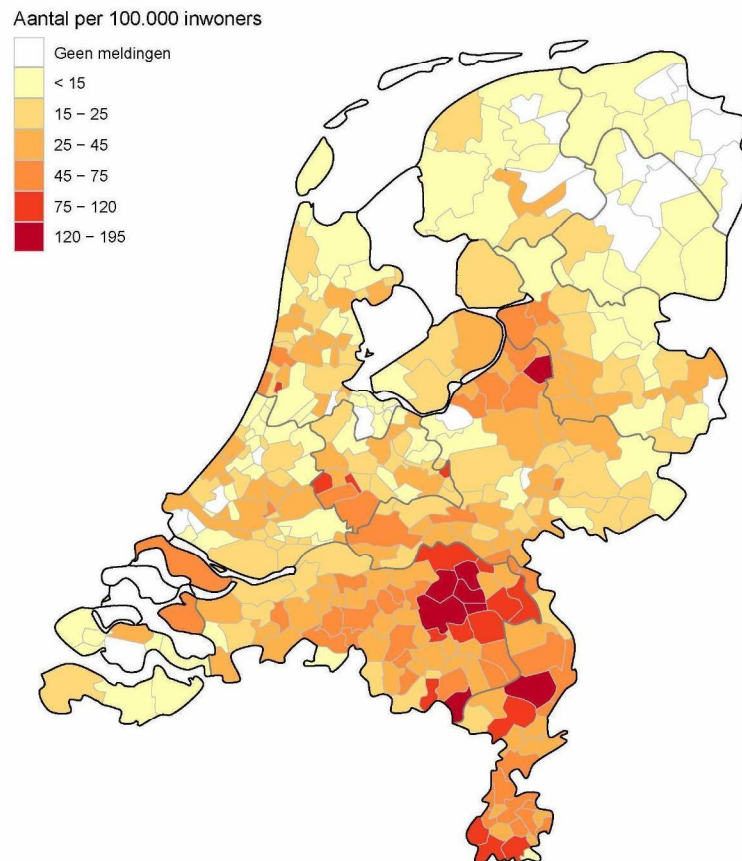 Aantal per 100.000 inwoners
Geen meldingen
< 15
15 – 25
25 – 45
45 – 75
75 – 120
120 – 195